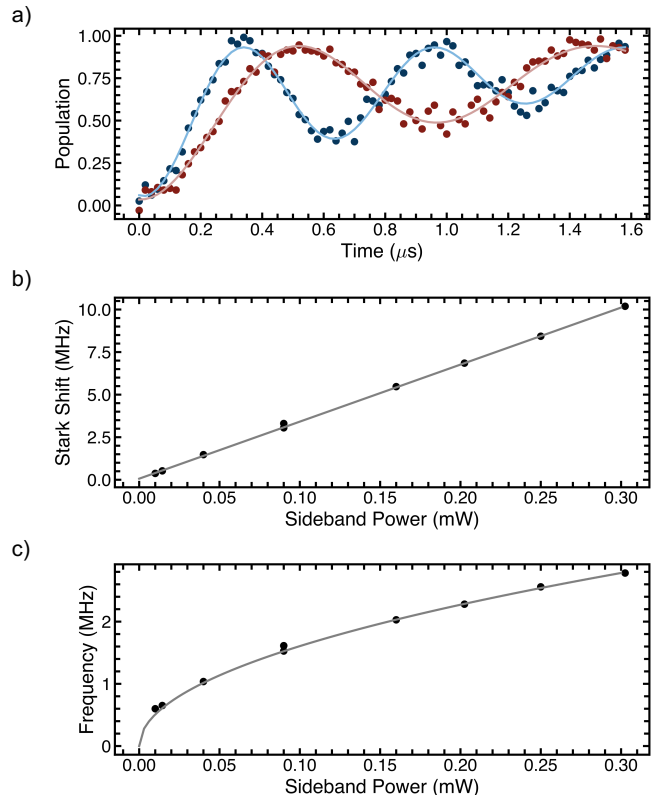 a)
Population
1.00
0.75
0.50
0.25
0.00
0.0 0.2 0.4 0.6 0.8 1.0 1.2 1.4 1.6
Time (μs)
b)
Stark Shift (MHz)
10.0
7.5
5.0
2.5
0.0
0.00 0.05 0.10 0.15 0.20 0.25 0.30
Sideband Power (mW)
c)
Frequency (MHz)
2
1
0
0.00 0.05 0.10 0.15 0.20 0.25 0.30
Sideband Power (mW)